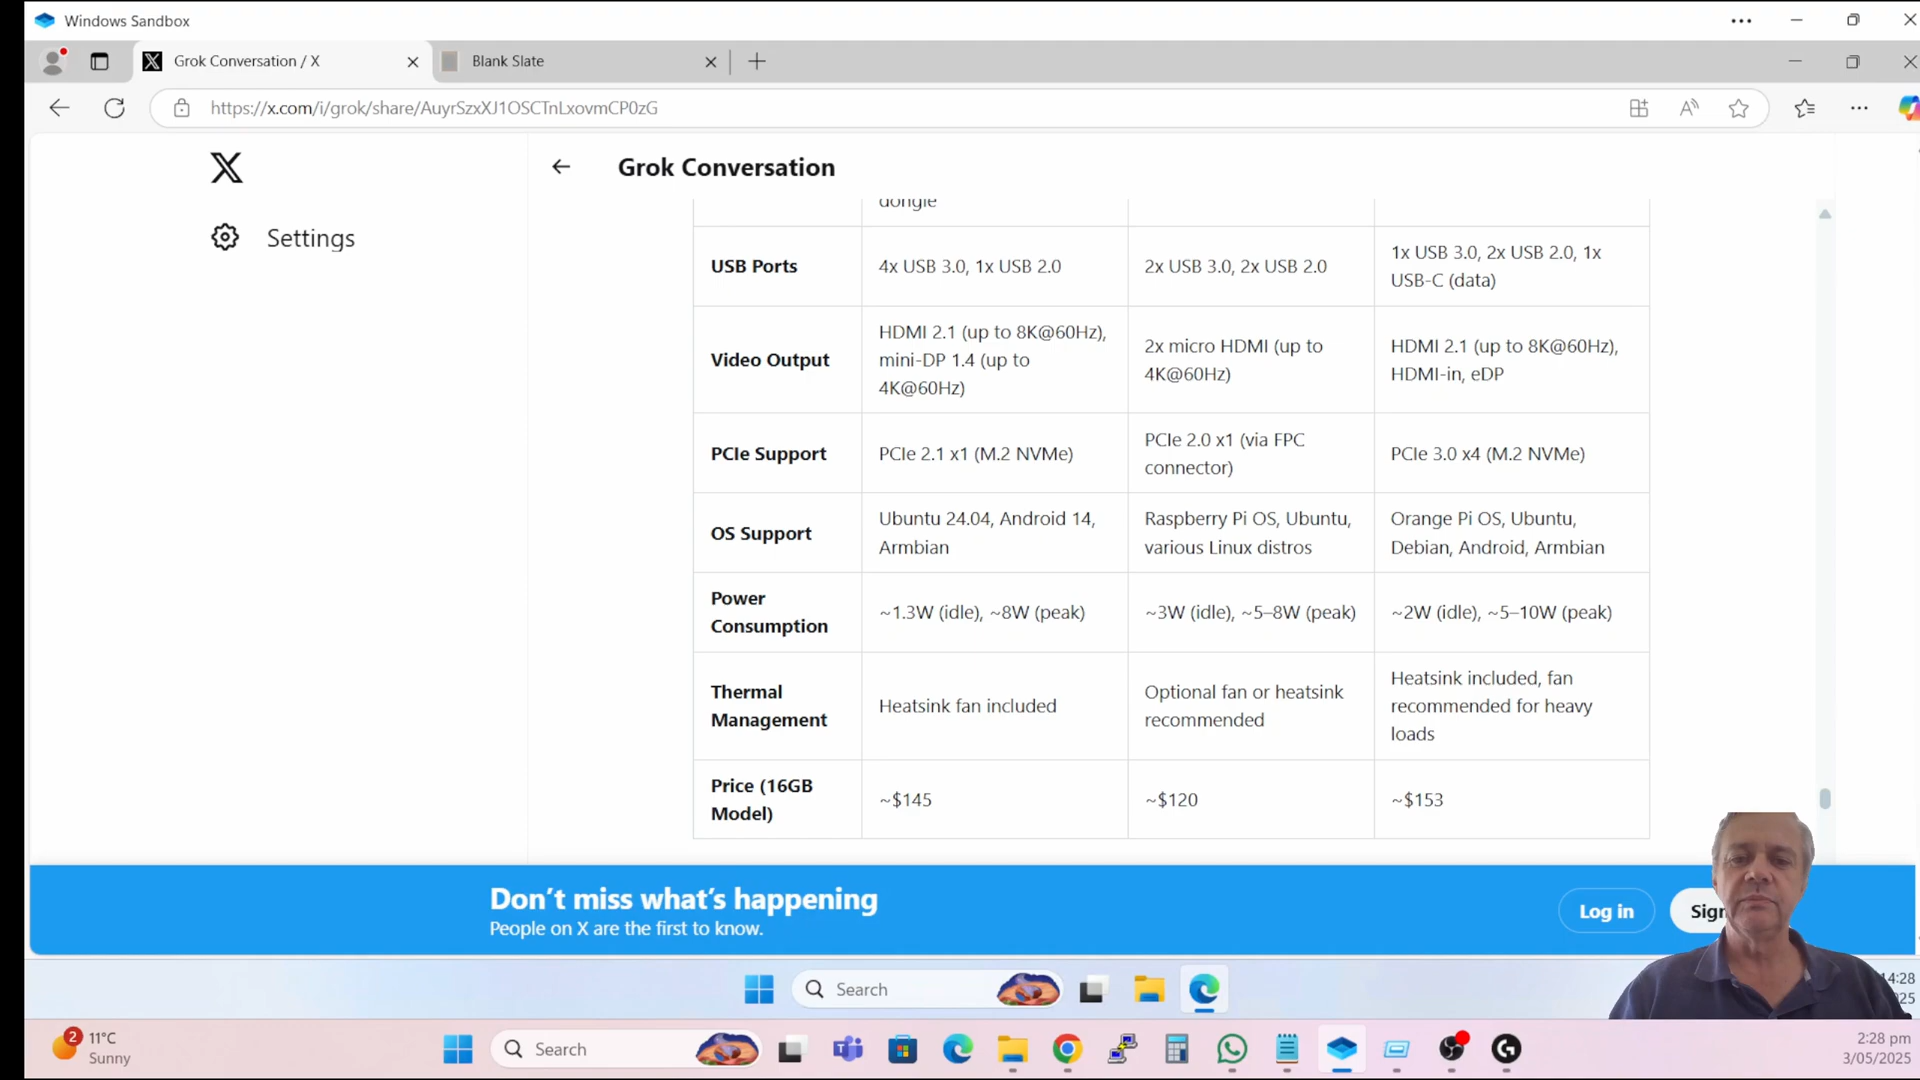 Windows Sandbox
Grok Conversation / X
Blank Slate
https://x.com/i/grok/share/AuyrSzxXJ1OSCTnLxovmCP0zG
Grok Conversation
Settings
dongle
USB Ports
4x USB 3.0, 1x USB 2.0
2x USB 3.0, 2x USB 2.0
1x USB 3.0, 2x USB 2.0, 1x
USB-C (data)
Video Output
HDMI 2.1 (up to 8K@60Hz),
mini-DP 1.4 (up to
4K@60Hz)
2x micro HDMI (up to
4K@60Hz)
HDMI 2.1 (up to 8K@60Hz),
HDMI-in, eDP
PCIe Support
PCIe 2.1 x1 (M.2 NVMe)
PCIe 2.0 x1 (via FPC
connector)
PCIe 3.0 x4 (M.2 NVMe)
OS Support
Ubuntu 24.04, Android 14,
Armbian
Raspberry Pi OS, Ubuntu,
various Linux distros
Orange Pi OS, Ubuntu,
Debian, Android, Armbian
Power
Consumption
~1.3W (idle), ~8W (peak)
~3W (idle), ~5–8W (peak)
~2W (idle), ~5–10W (peak)
Thermal
Management
Heatsink fan included
Optional fan or heatsink
recommended
Heatsink included, fan
recommended for heavy
loads
Price (16GB
Model)
~$145
~$120
~$153
Don’t miss what’s happening
People on X are the first to know.
Log in
Sign
Search
14:28
2
11°C
Sunny
Search
2:28 pm
3/05/2025